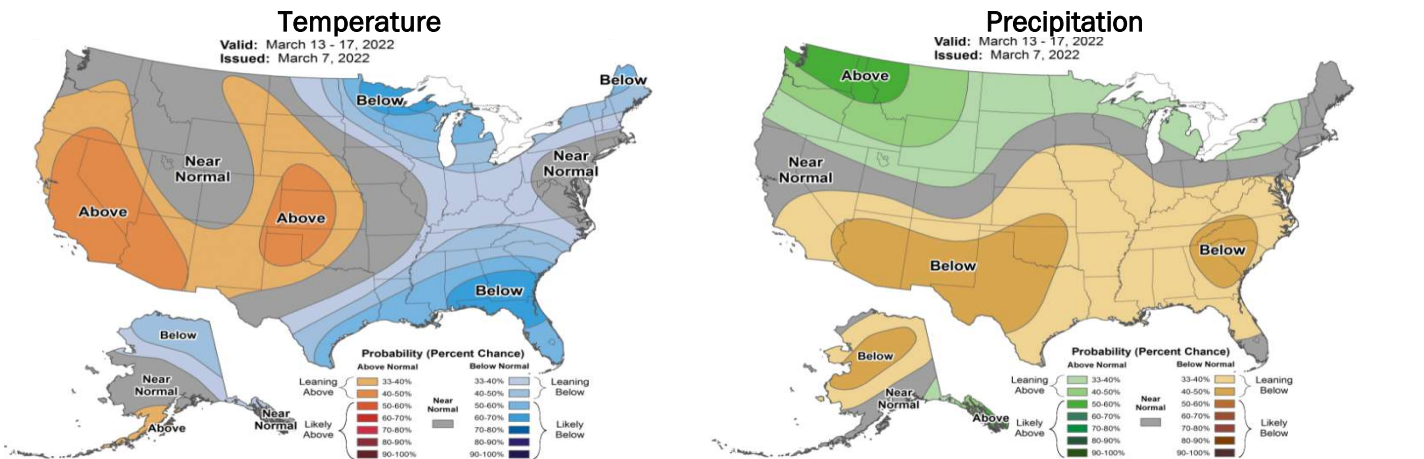 Temperature
Valid: March 13 - 17, 2022
Issued: March 7, 2022
Below
Below
Near
Normal
Near
Normal
Above
Above
Below
Below
Near
Normal
Above
Near
Normal
Probability (Percent Chance)
Above Normal
Below Normal
Leaning
Above
33-40%
40-50%
Likely
Above
50-60%
60-70%
70-80%
80-90%
90-100%
Near
Normal
33-40%
40-50%
Leaning
Below
50-60%
60-70%
70-80%
80-90%
90-100%
Likely
Below
Precipitation
Valid: March 13 - 17, 2022
Issued: March 7, 2022
Above
Near
Normal
Below
Below
Below
Near
Normal
Above
Probability (Percent Chance)
Above Normal
Below Normal
Leaning
Above
33-40%
40-50%
Likely
Above
50-60%
60-70%
70-80%
80-90%
90-100%
Near
Normal
33-40%
40-50%
Leaning
Below
50-60%
60-70%
70-80%
80-90%
90-100%
Likely
Below